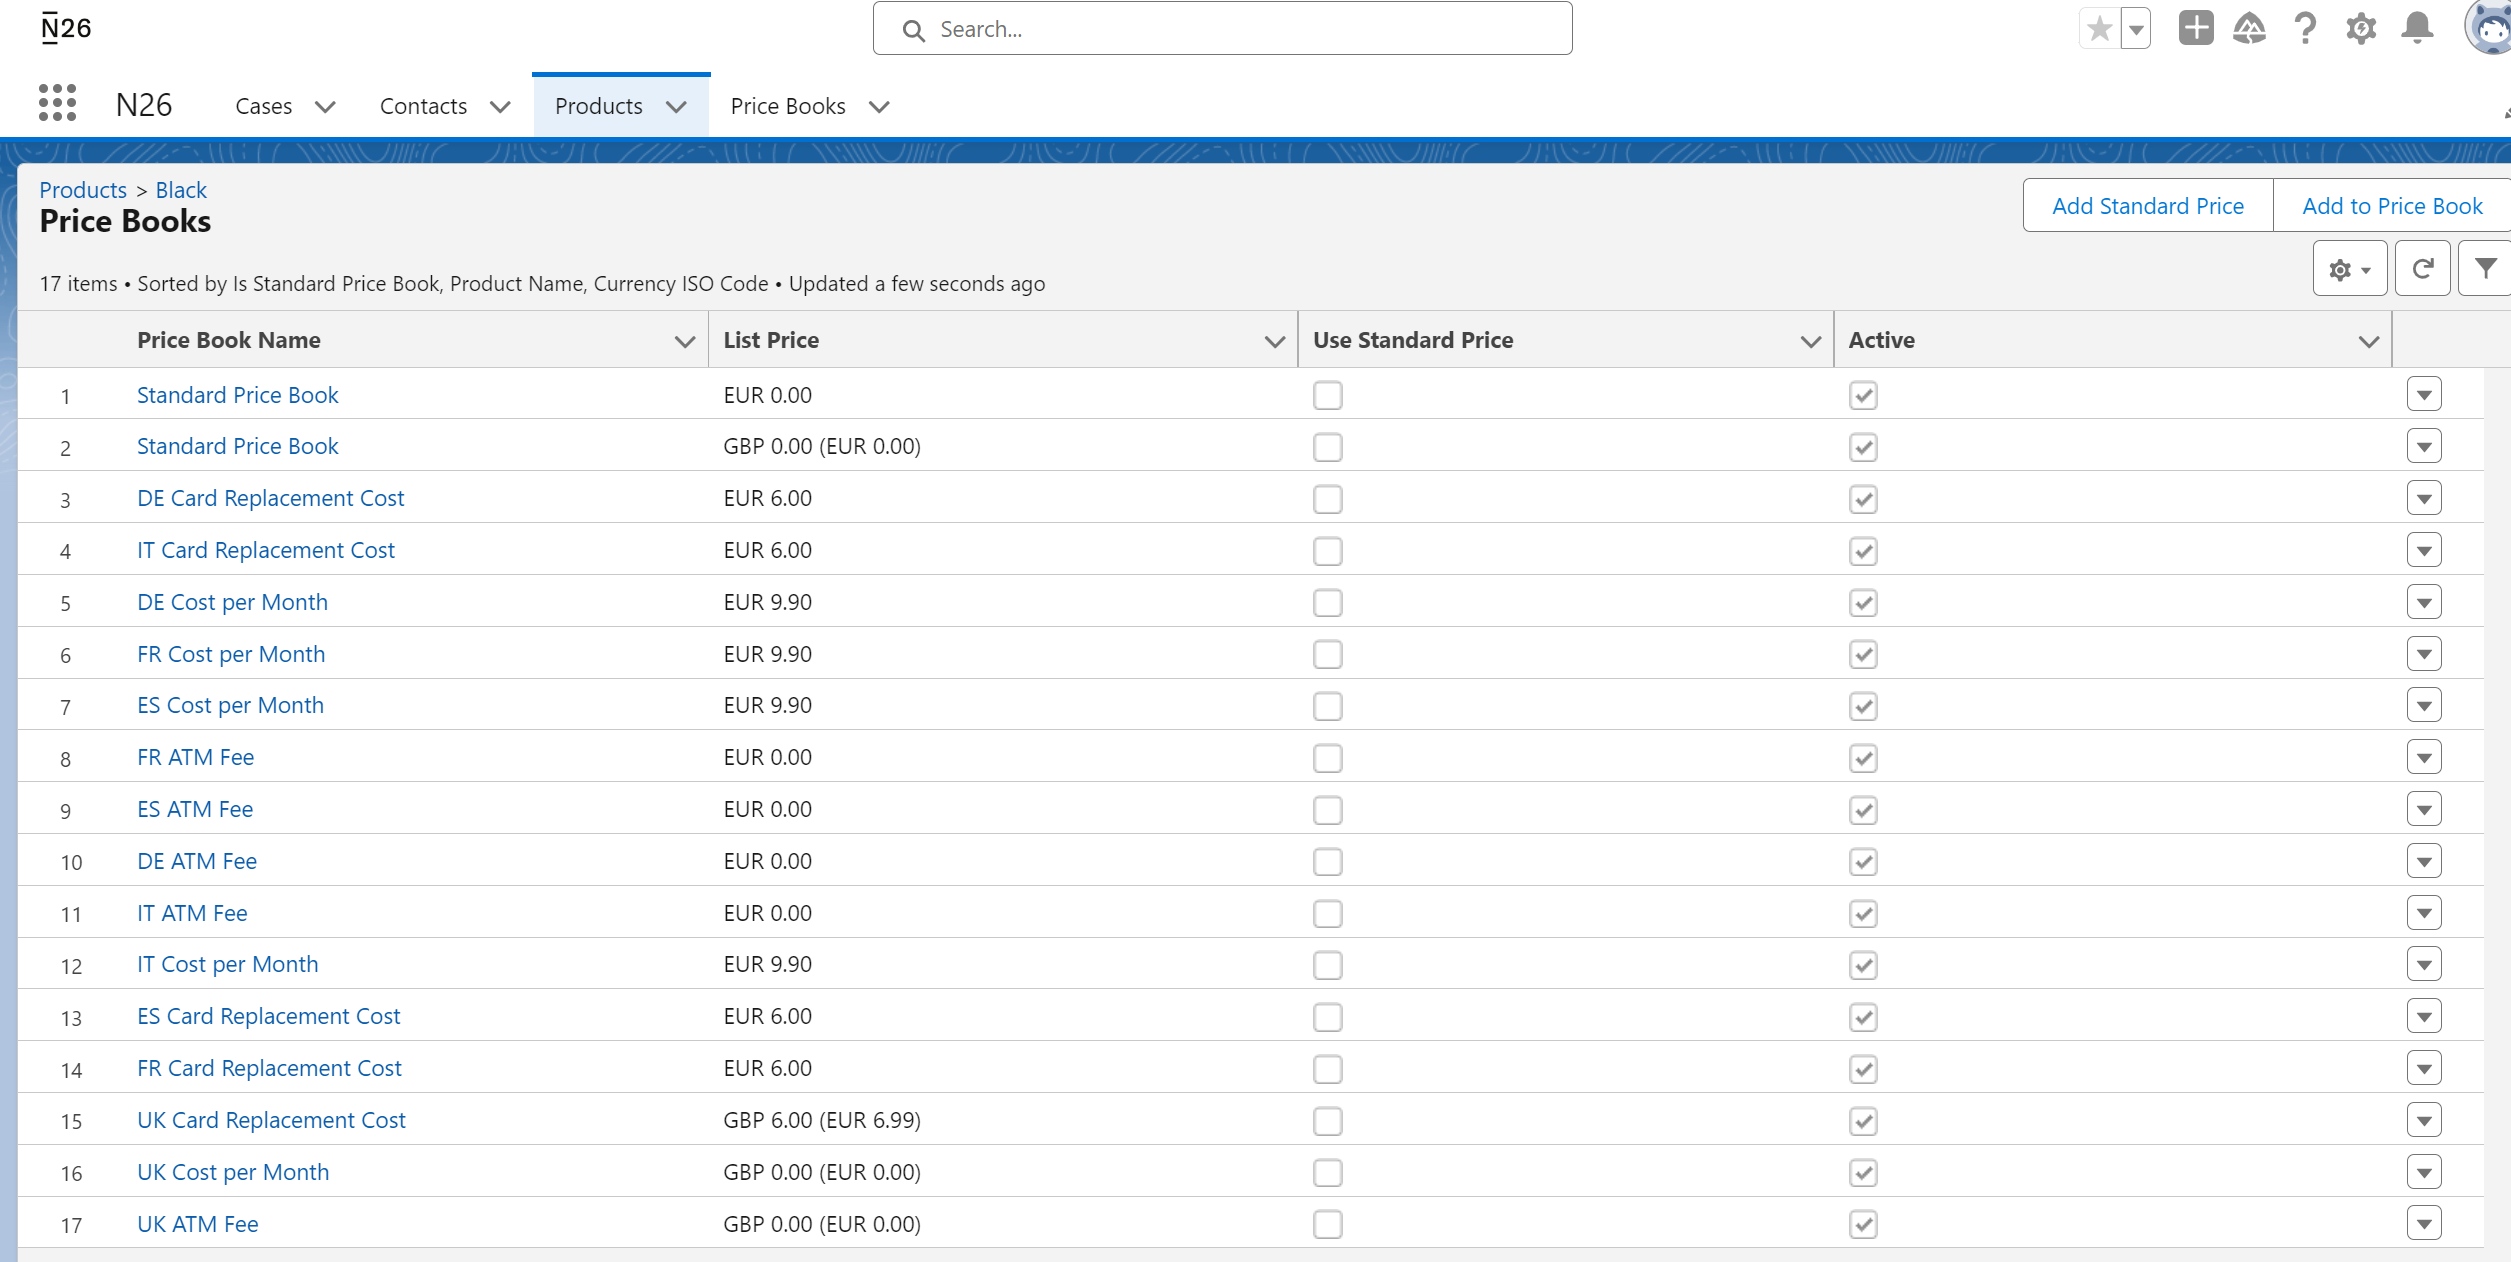 N26
Search...
N26 Cases Contacts Products Price Books
Products > Black
Price Books
Add Standard Price Add to Price Book
17 items • Sorted by Is Standard Price Book, Product Name, Currency ISO Code • Updated a few seconds ago
Price Book Name List Price Use Standard Price Active
1 Standard Price Book EUR 0.00
2 Standard Price Book GBP 0.00 (EUR 0.00)
3 DE Card Replacement Cost EUR 6.00
4 IT Card Replacement Cost EUR 6.00
5 DE Cost per Month EUR 9.90
6 FR Cost per Month EUR 9.90
7 ES Cost per Month EUR 9.90
8 FR ATM Fee EUR 0.00
9 ES ATM Fee EUR 0.00
10 DE ATM Fee EUR 0.00
11 IT ATM Fee EUR 0.00
12 IT Cost per Month EUR 9.90
13 ES Card Replacement Cost EUR 6.00
14 FR Card Replacement Cost EUR 6.00
15 UK Card Replacement Cost GBP 6.00 (EUR 6.99)
16 UK Cost per Month GBP 0.00 (EUR 0.00)
17 UK ATM Fee GBP 0.00 (EUR 0.00)